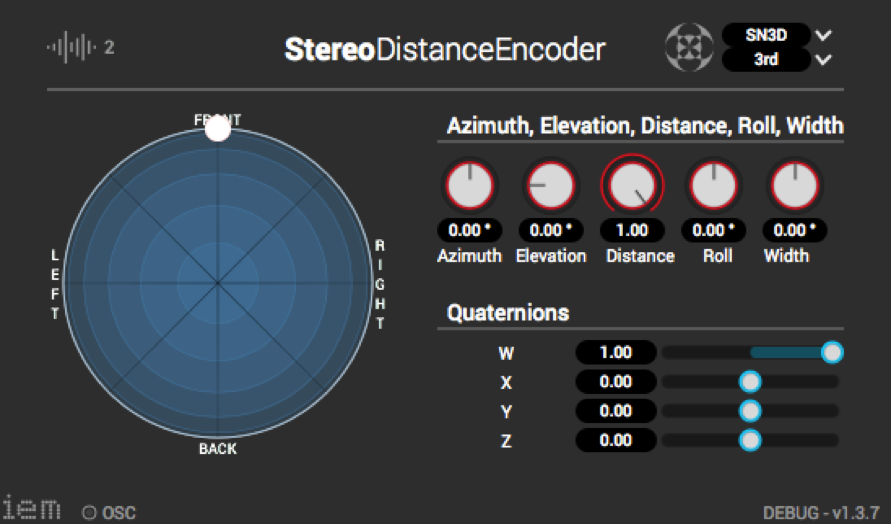 2
StereoDistanceEncoder
SN3D
3rd
FRONT
LEFT
RIGHT
BACK
Azimuth, Elevation, Distance, Roll, Width
0.00 ° 0.00 ° 1.00 0.00 ° 0.00 °
Azimuth Elevation Distance Roll Width
Quaternions
W 1.00
X 0.00
Y 0.00
Z 0.00
iem OSC DEBUG - v1.3.7